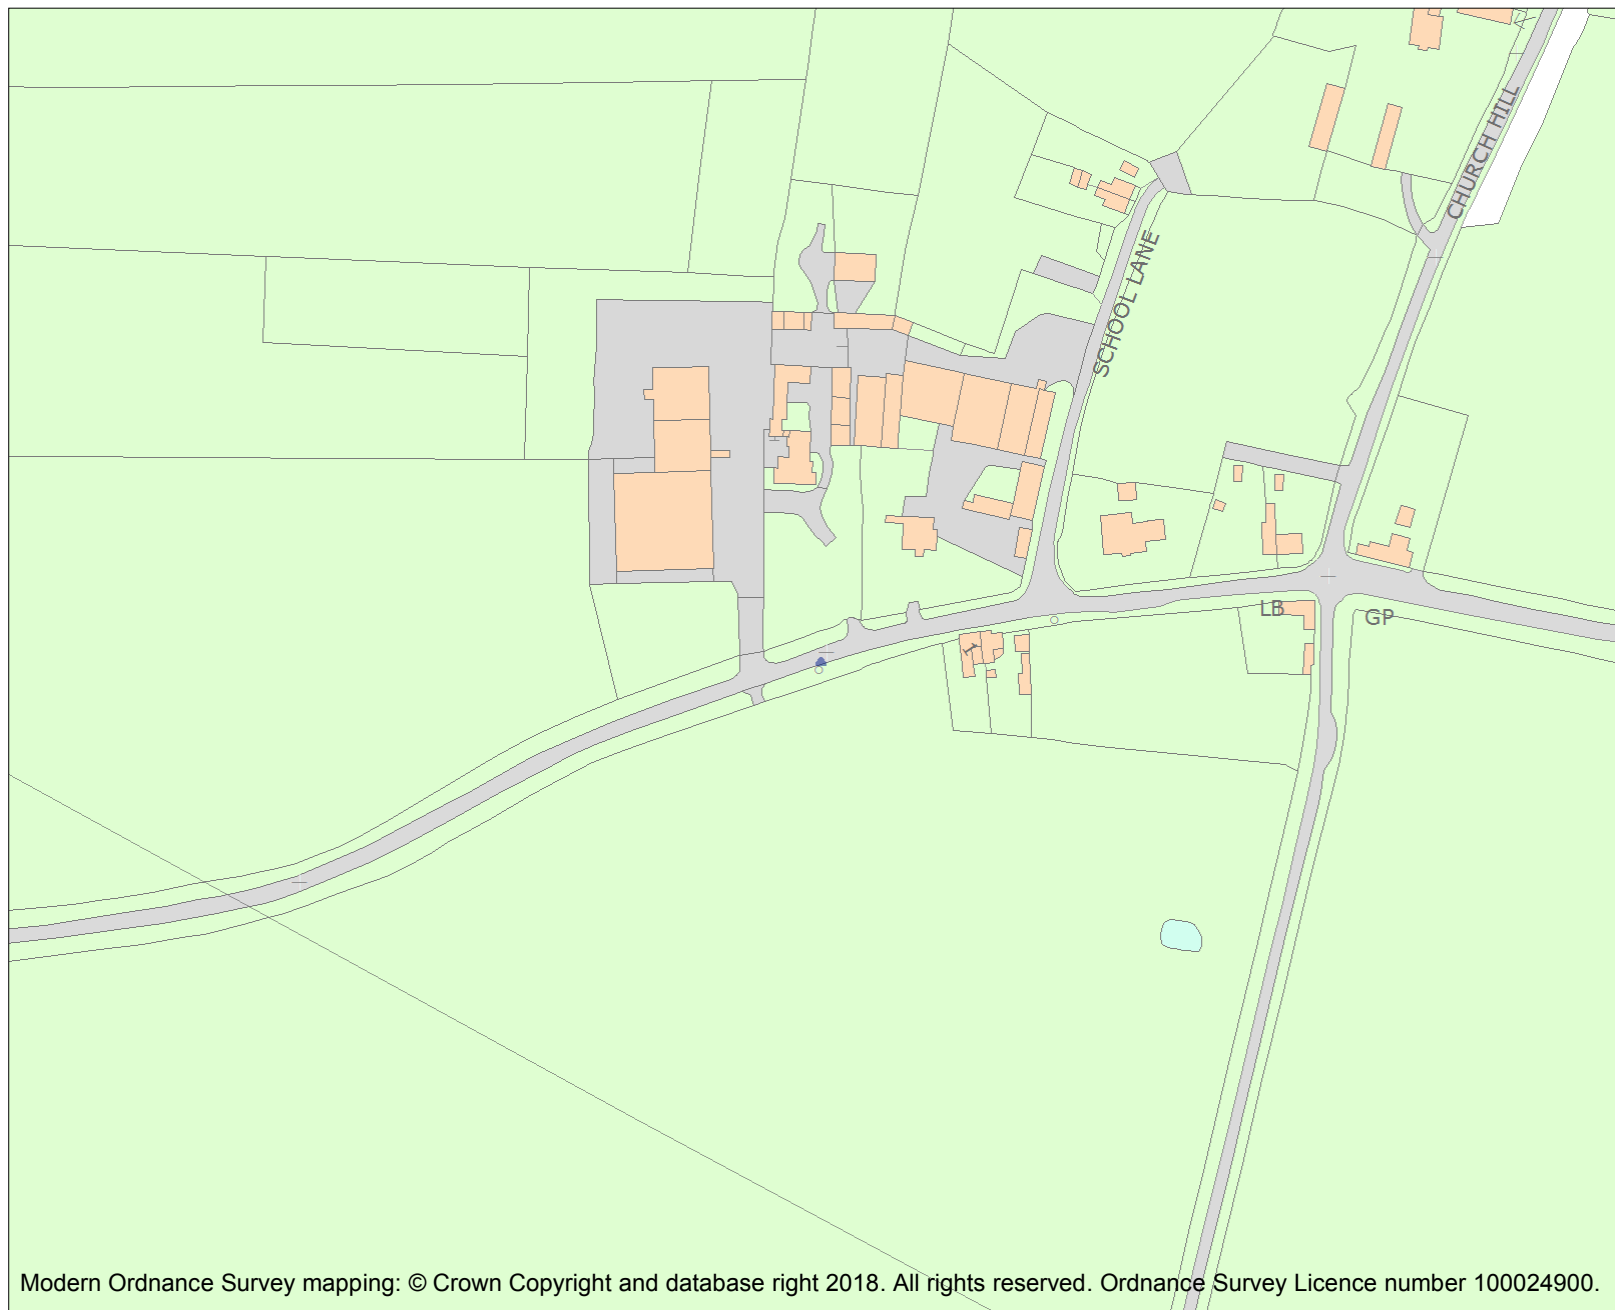 CHURCH HILL
SCHOOL LANE
LB
GP
1
Modern Ordnance Survey mapping: © Crown Copyright and database right 2018. All rights reserved. Ordnance Survey Licence number 100024900.